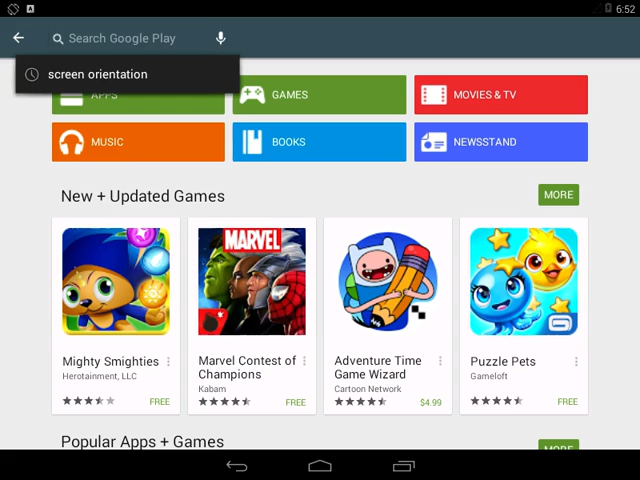 A
6:52
Search Google Play
screen orientation
APPS
GAMES
MOVIES & TV
MUSIC
BOOKS
NEWSSTAND
New + Updated Games
MORE
MARVEL
Mighty Smighties
Herotainment, LLC
FREE
Marvel Contest of
Champions
Kabam
FREE
Adventure Time
Game Wizard
Cartoon Network
$4.99
Puzzle Pets
Gameloft
FREE
Popular Apps + Games
MORE